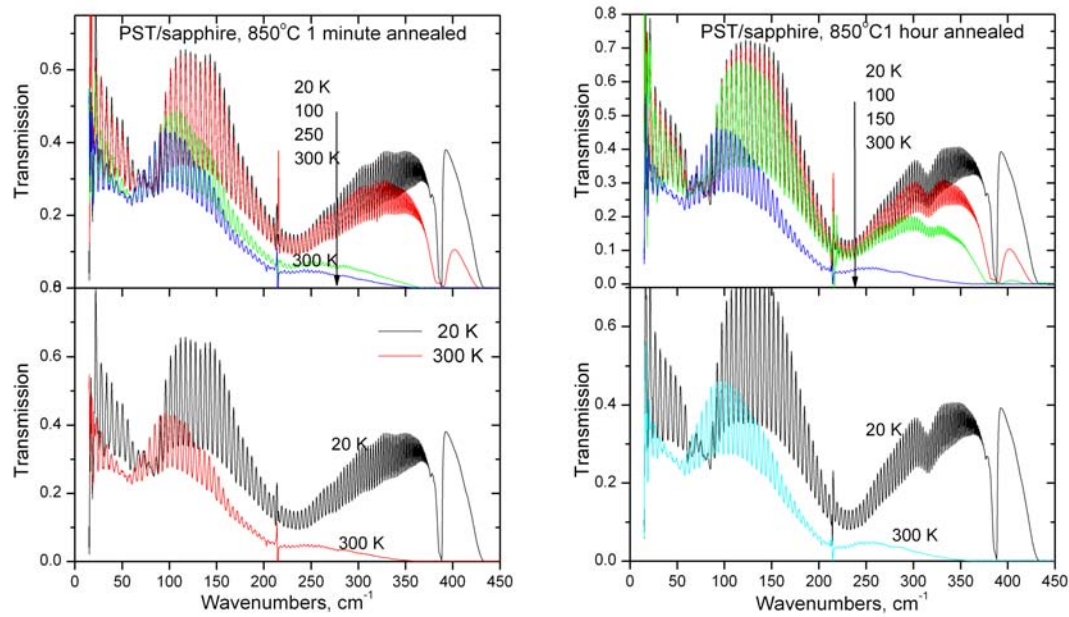 PST/sapphire, 850°C 1 minute annealed
0.6
0.4
0.2
0
Transmission
20 K
100
250
300 K
300 K
0.6
0.4
0.2
0.0
Transmission
20 K
300 K
20 K
300 K
0 50 100 150 200 250 300 350 400 450
Wavenumbers, cm⁻¹
PST/sapphire, 850°C1 hour annealed
0.8
0.7
0.6
0.5
0.4
0.3
0.2
0.1
0.0
Transmission
20 K
100
150
300 K
0.6
0.4
0.2
0.0
Transmission
20 K
300 K
0 50 100 150 200 250 300 350 400 450
Wavenumbers, cm⁻¹